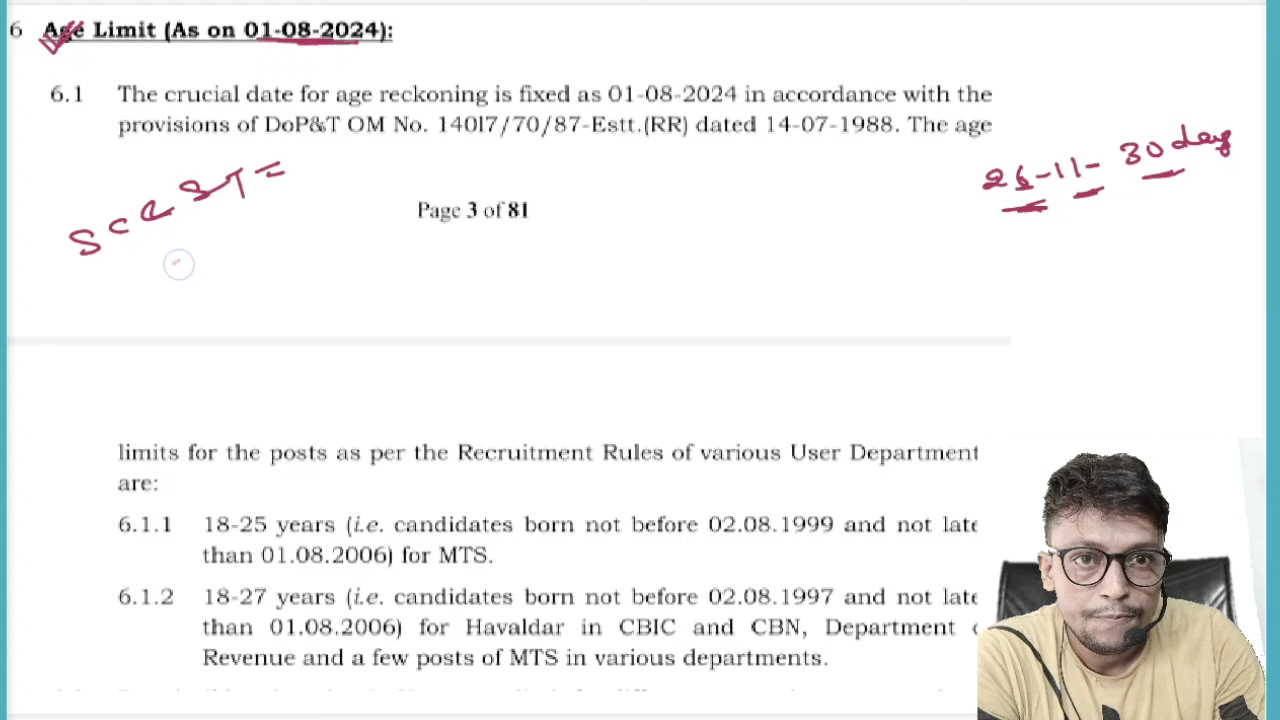 6 Age Limit (As on 01-08-2024):
6.1 The crucial date for age reckoning is fixed as 01-08-2024 in accordance with the
provisions of DoP&T OM No. 14017/70/87-Estt.(RR) dated 14-07-1988. The age
26-11- 30 days
SC & ST =
Page 3 of 81
limits for the posts as per the Recruitment Rules of various User Department
are:
6.1.1 18-25 years (i.e. candidates born not before 02.08.1999 and not late
than 01.08.2006) for MTS.
6.1.2 18-27 years (i.e. candidates born not before 02.08.1997 and not late
than 01.08.2006) for Havaldar in CBIC and CBN, Department
Revenue and a few posts of MTS in various departments.